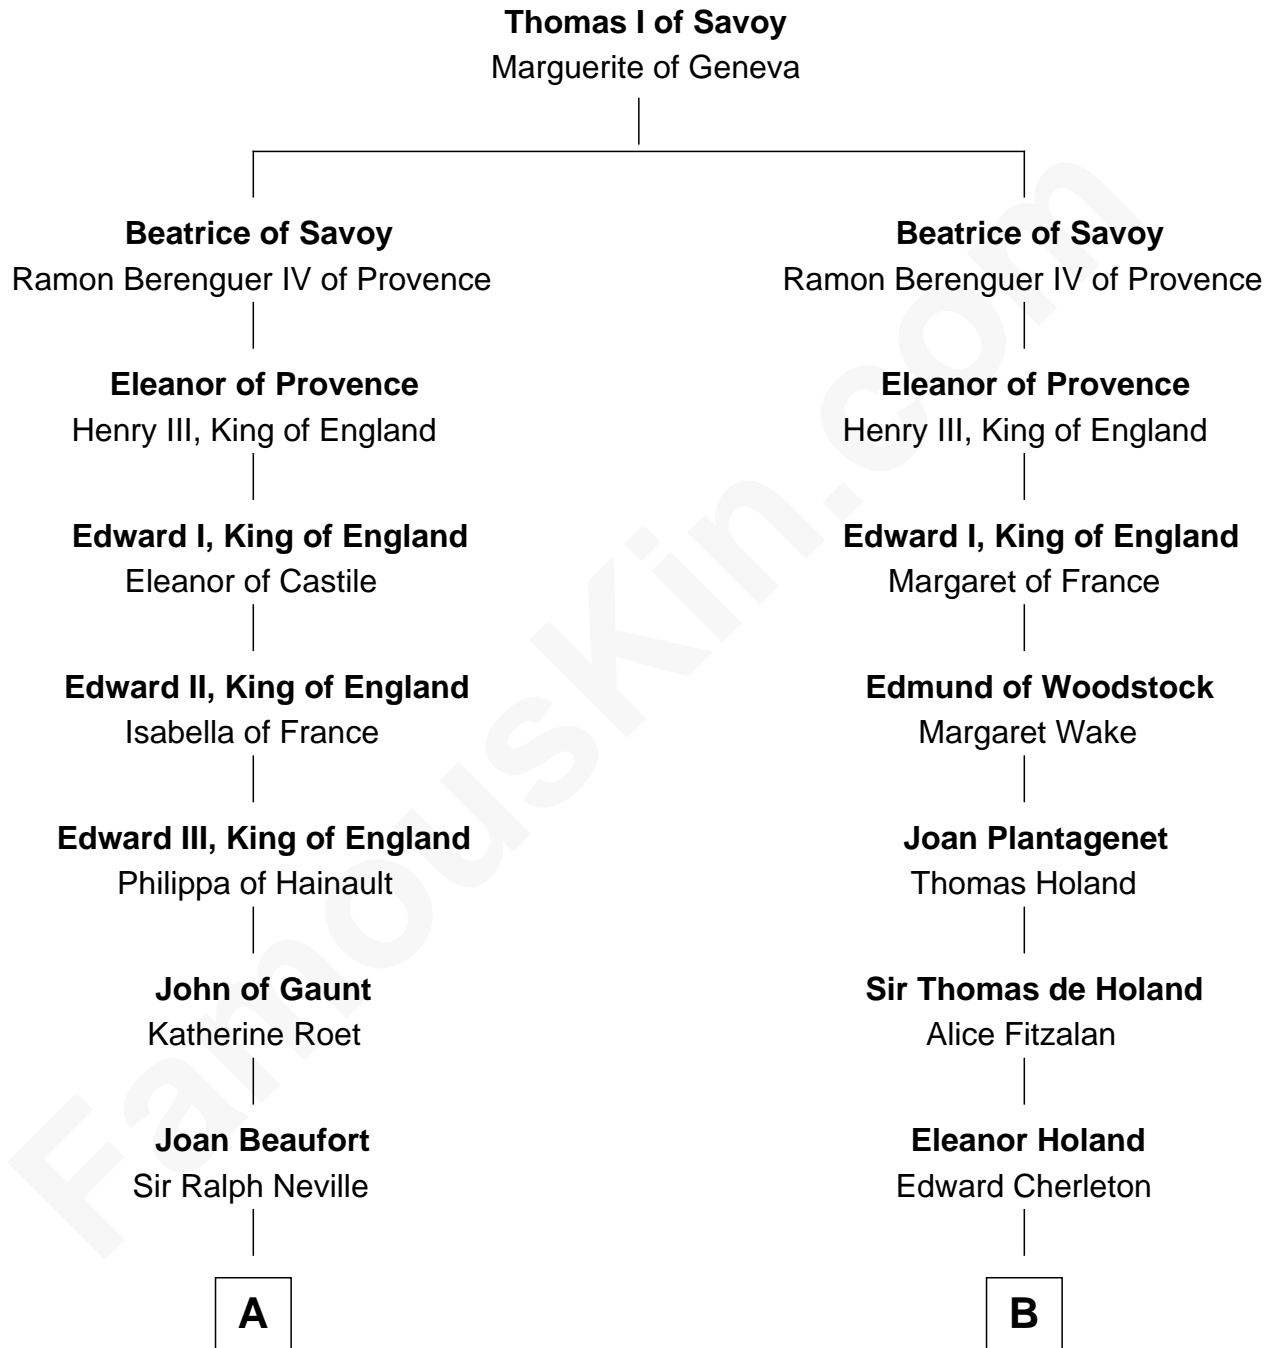 Thomas I of Savoy
Marguerite of Geneva
Beatrice of Savoy
Ramon Berenguer IV of Provence
Eleanor of Provence
Henry III, King of England
Edward I, King of England
Eleanor of Castile
Edward II, King of England
Isabella of France
Edward III, King of England
Philippa of Hainault
John of Gaunt
Katherine Roet
Joan Beaufort
Sir Ralph Neville
A
Beatrice of Savoy
Ramon Berenguer IV of Provence
Eleanor of Provence
Henry III, King of England
Edward I, King of England
Margaret of France
Edmund of Woodstock
Margaret Wake
Joan Plantagenet
Thomas Holand
Sir Thomas de Holand
Alice Fitzalan
Eleanor Holand
Edward Cherleton
B
FamousKin.com